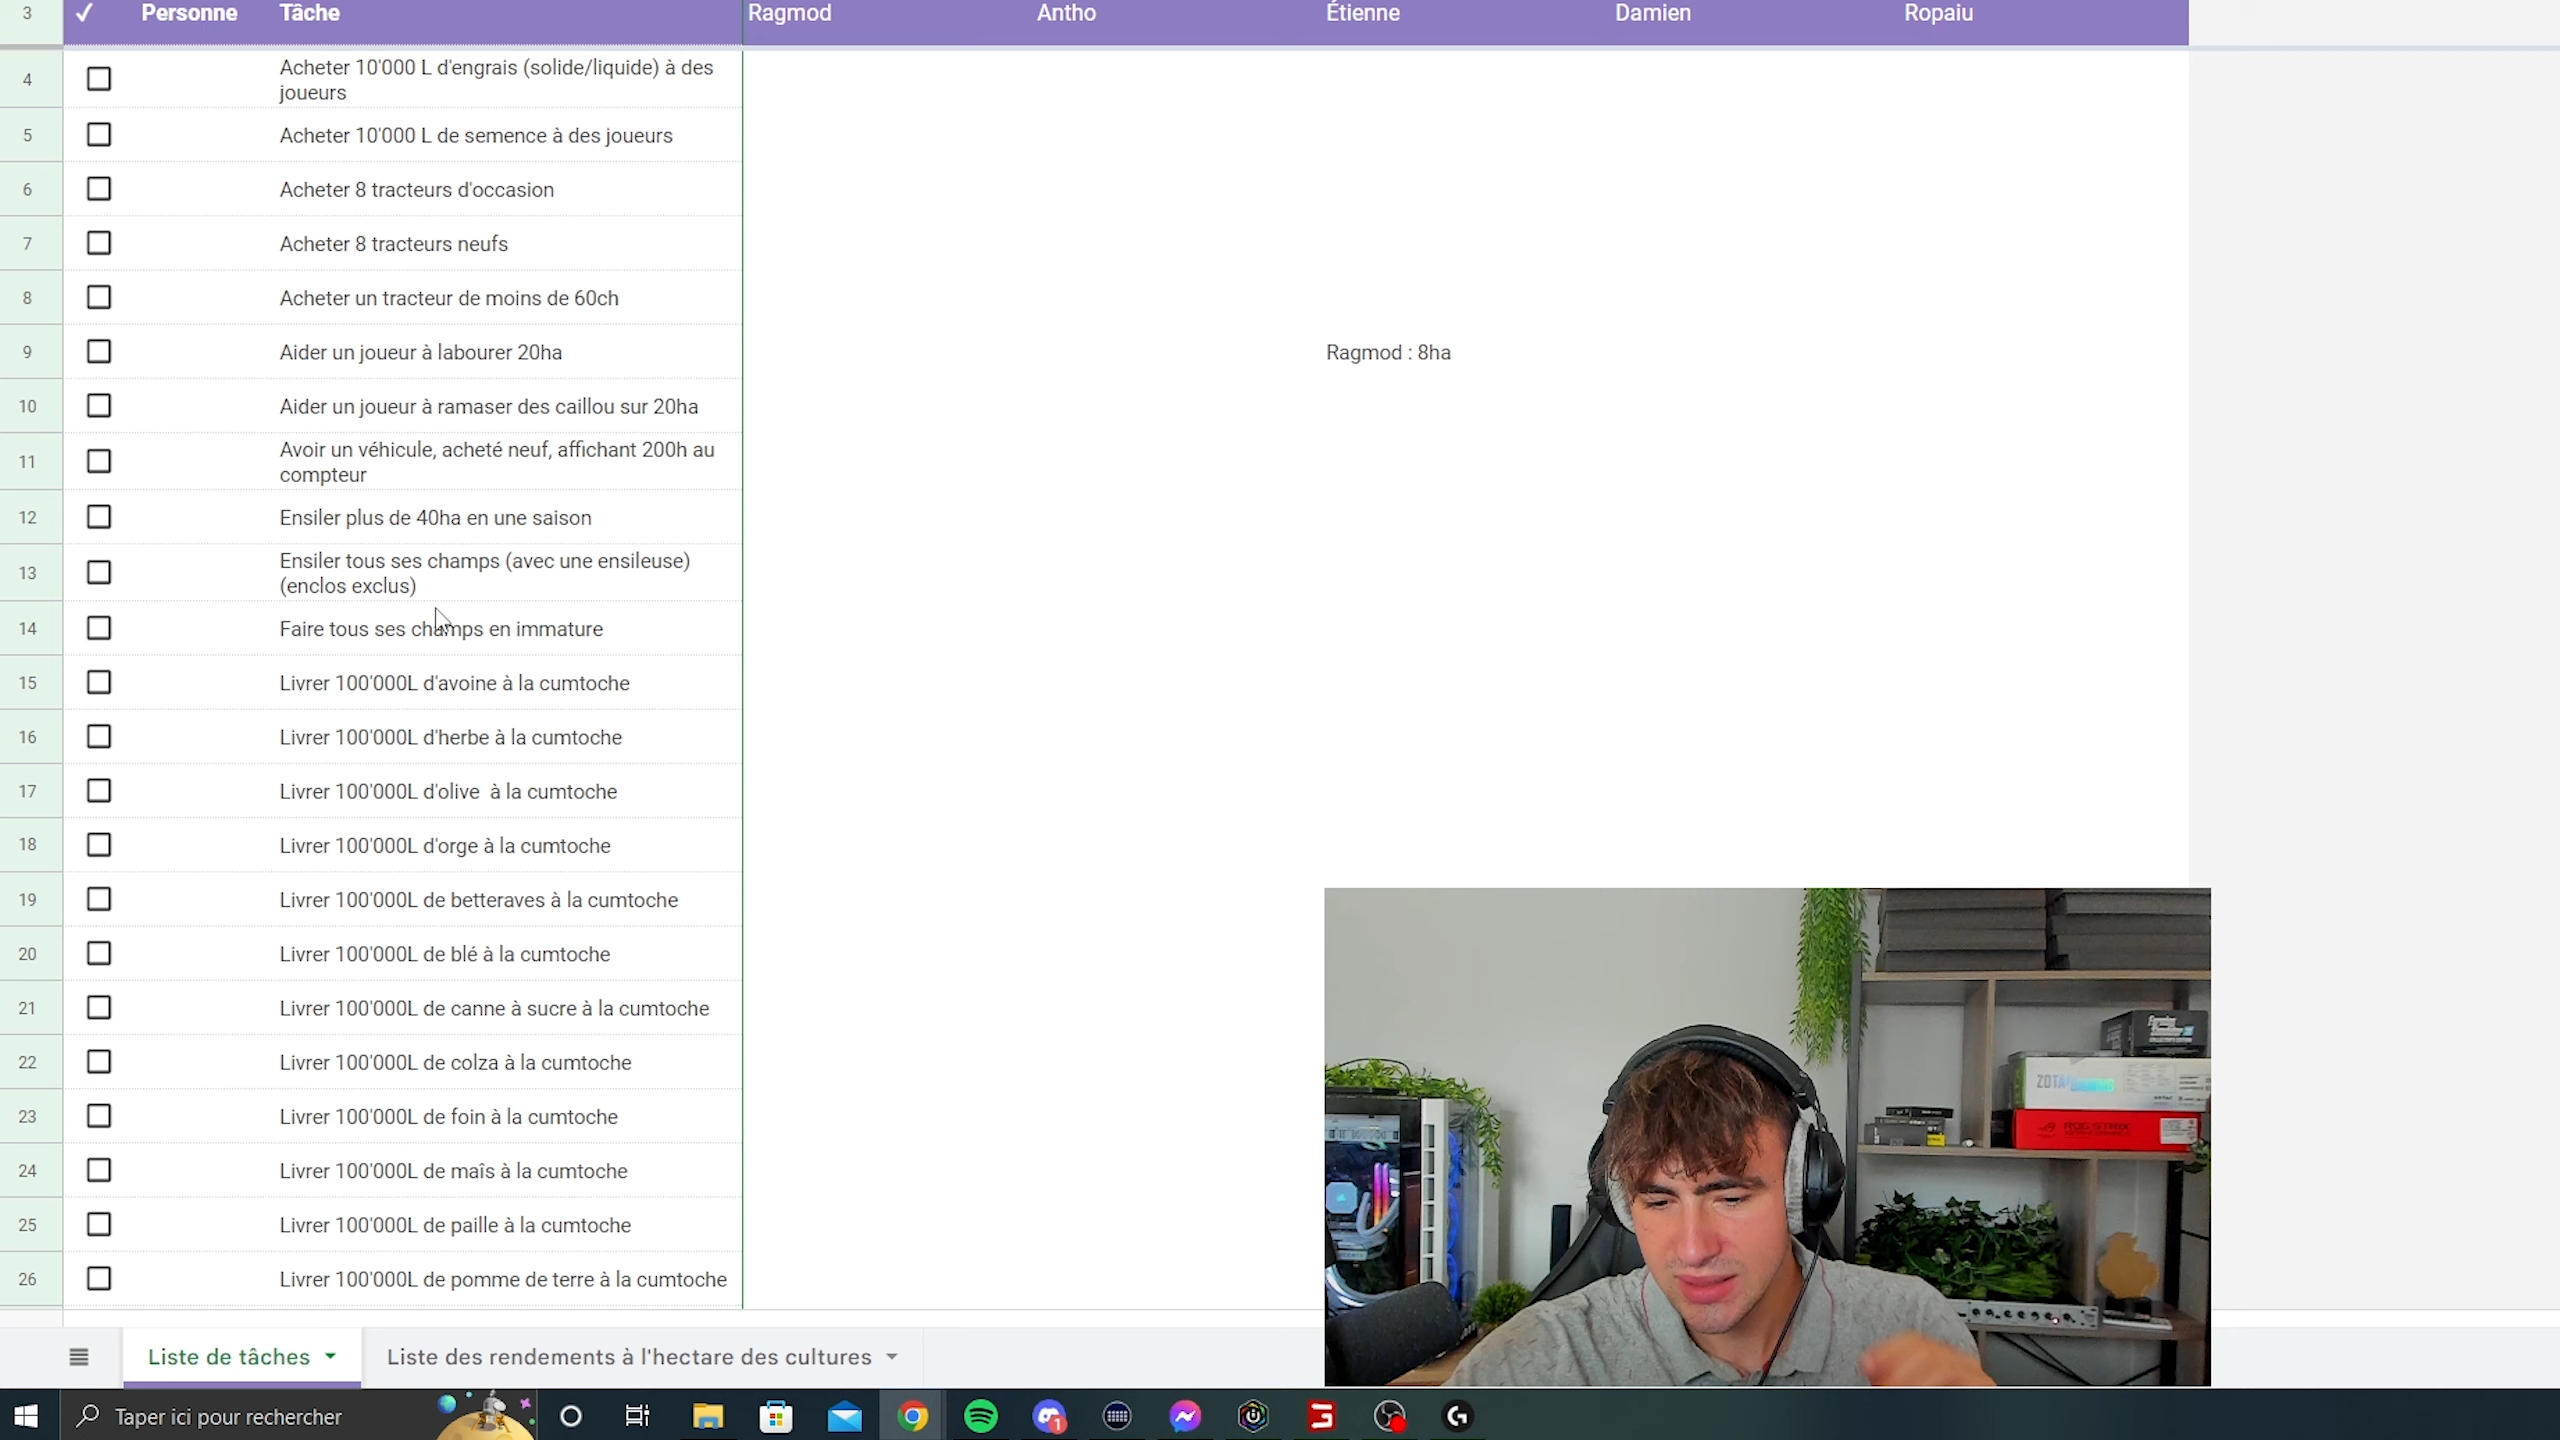 3 ✓ Personne Tâche Ragmod Antho Étienne Damien Ropaiu
4 Acheter 10'000 L d'engrais (solide/liquide) à des
joueurs
5 Acheter 10'000 L de semence à des joueurs
6 Acheter 8 tracteurs d'occasion
7 Acheter 8 tracteurs neufs
8 Acheter un tracteur de moins de 60ch
9 Aider un joueur à labourer 20ha Ragmod : 8ha
10 Aider un joueur à ramaser des caillou sur 20ha
11 Avoir un véhicule, acheté neuf, affichant 200h au
compteur
12 Ensiler plus de 40ha en une saison
13 Ensiler tous ses champs (avec une ensileuse)
(enclos exclus)
14 Faire tous ses champs en immature
15 Livrer 100'000L d'avoine à la cumtoche
16 Livrer 100'000L d'herbe à la cumtoche
17 Livrer 100'000L d'olive à la cumtoche
18 Livrer 100'000L d'orge à la cumtoche
19 Livrer 100'000L de betteraves à la cumtoche
20 Livrer 100'000L de blé à la cumtoche
21 Livrer 100'000L de canne à sucre à la cumtoche
22 Livrer 100'000L de colza à la cumtoche
23 Livrer 100'000L de foin à la cumtoche
24 Livrer 100'000L de maîs à la cumtoche
25 Livrer 100'000L de paille à la cumtoche
26 Livrer 100'000L de pomme de terre à la cumtoche
ROG STRIX
Liste de tâches Liste des rendements à l'hectare des cultures
Taper ici pour rechercher 1